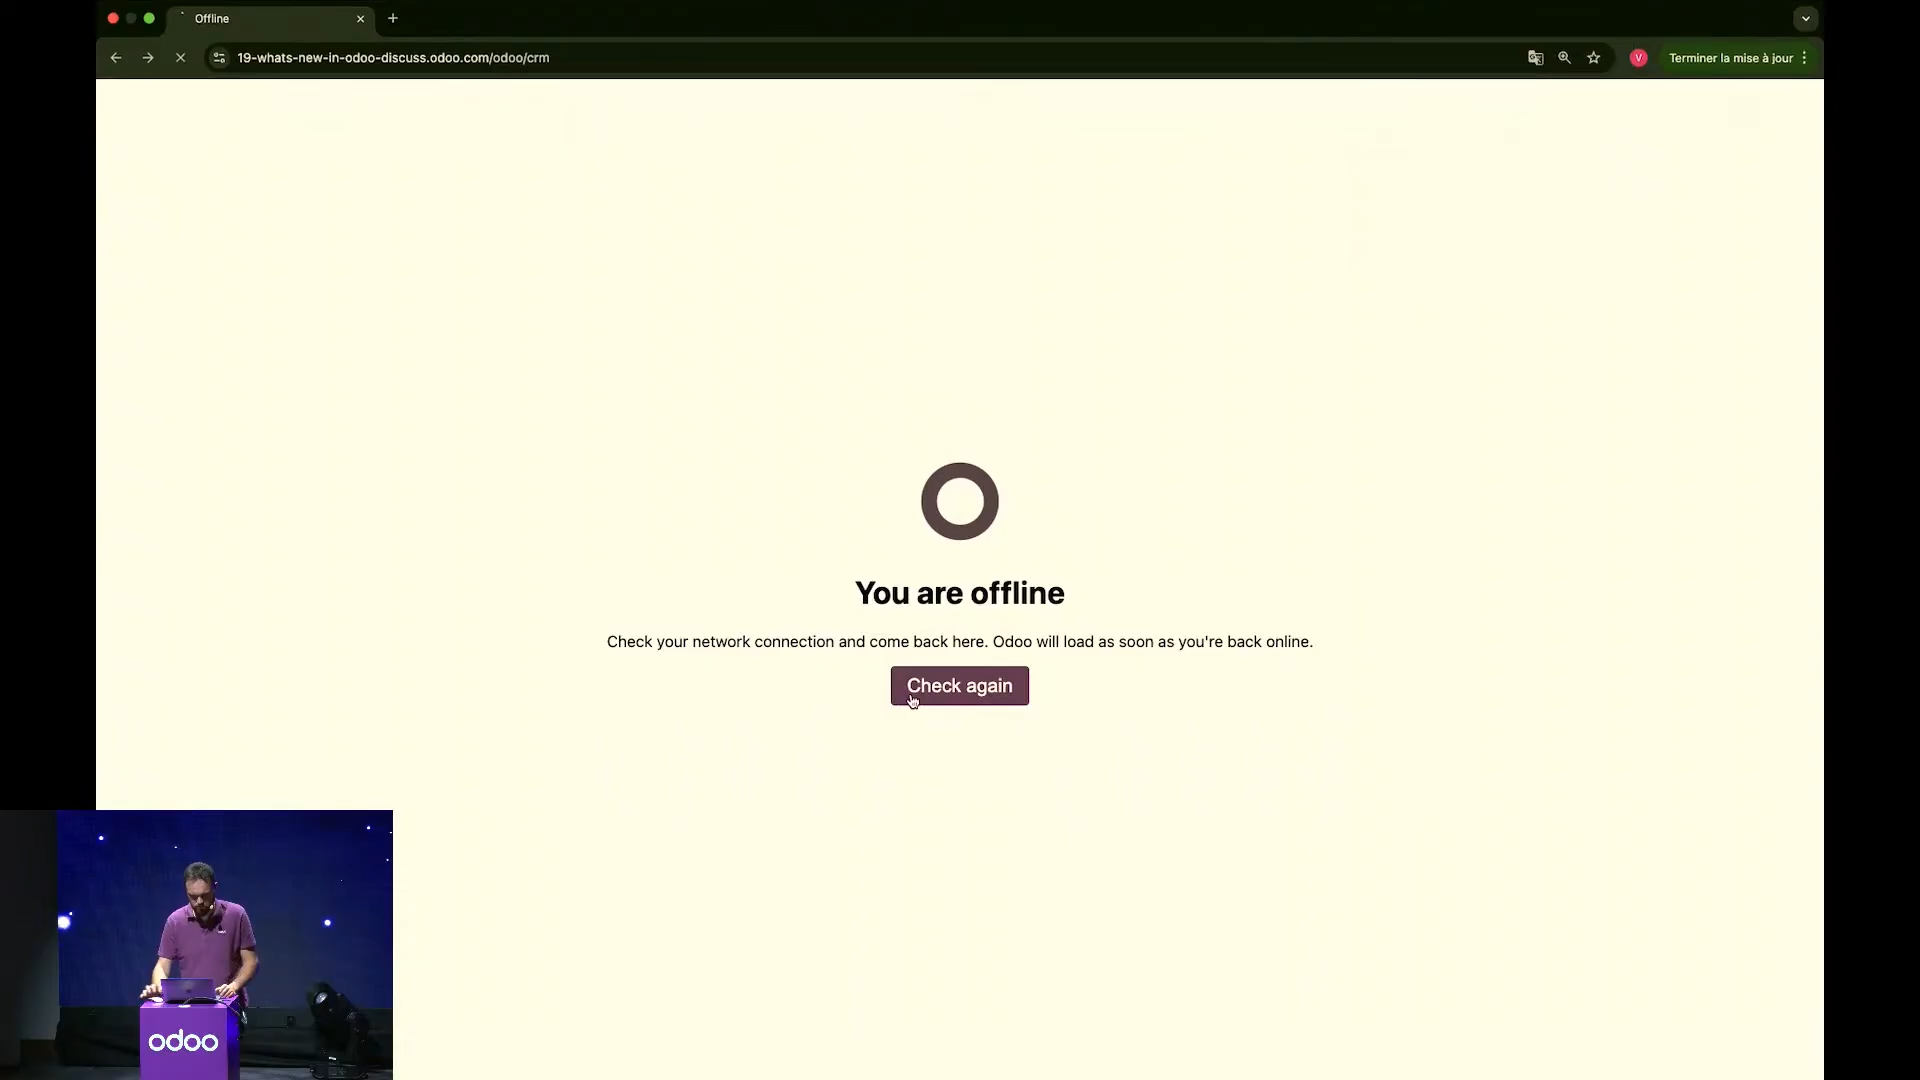 Offline
19-whats-new-in-odoo-discuss.odoo.com/odoo/crm
V
Terminer la mise à jour
You are offline
Check your network connection and come back here. Odoo will load as soon as you're back online.
Check again
odoo